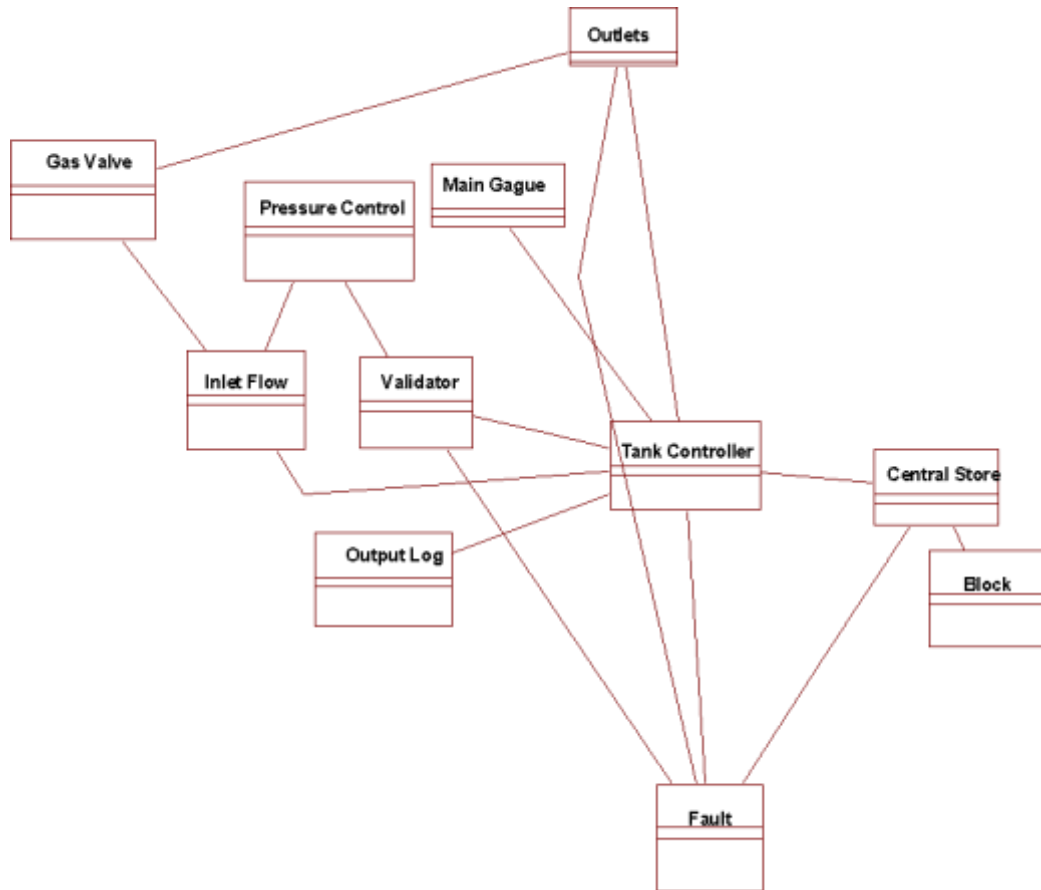 Outlets
Gas Valve
Main Gague
Pressure Control
Inlet Flow
Validator
Tank Controller
Central Store
Output Log
Block
Fault